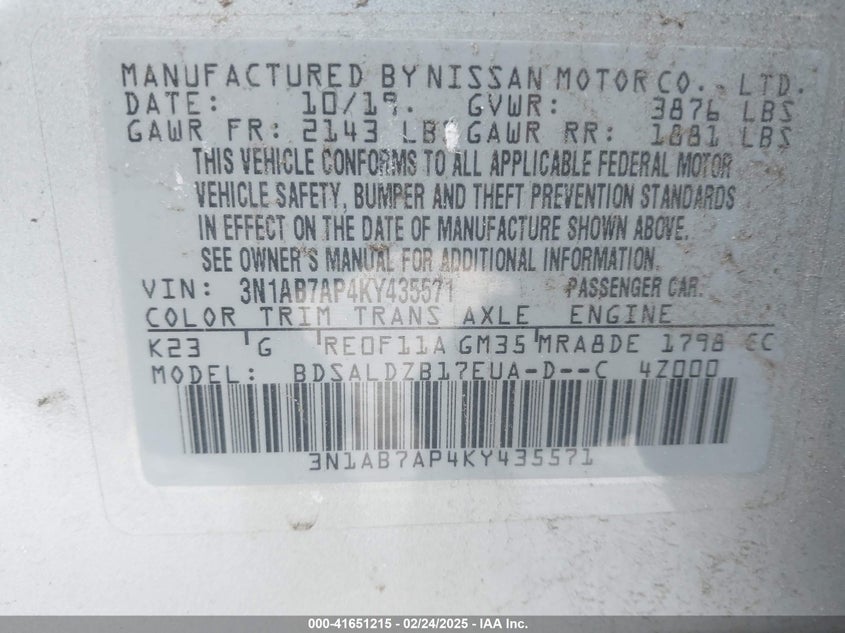 MANUFACTURED BY NISSAN MOTOR CO., LTD.
DATE: 10/19. GVWR: 3876 LBS
GAWR FR: 2143 LBS GAWR RR: 1881 LBS
THIS VEHICLE CONFORMS TO ALL APPLICABLE FEDERAL MOTOR
VEHICLE SAFETY, BUMPER AND THEFT PREVENTION STANDARDS
IN EFFECT ON THE DATE OF MANUFACTURE SHOWN ABOVE.
SEE OWNER'S MANUAL FOR ADDITIONAL INFORMATION.
VIN: 3N1AB7AP4KY435571 PASSENGER CAR.
COLOR TRIM TRANS AXLE ENGINE
K23 G RE0F11A GM35 MRA8DE 1798 CC
MODEL: BDSALDZB17EUA-D--C 4Z000
3N1AB7AP4KY435571
000-41651215 - 02/24/2025 - IAAI.COM